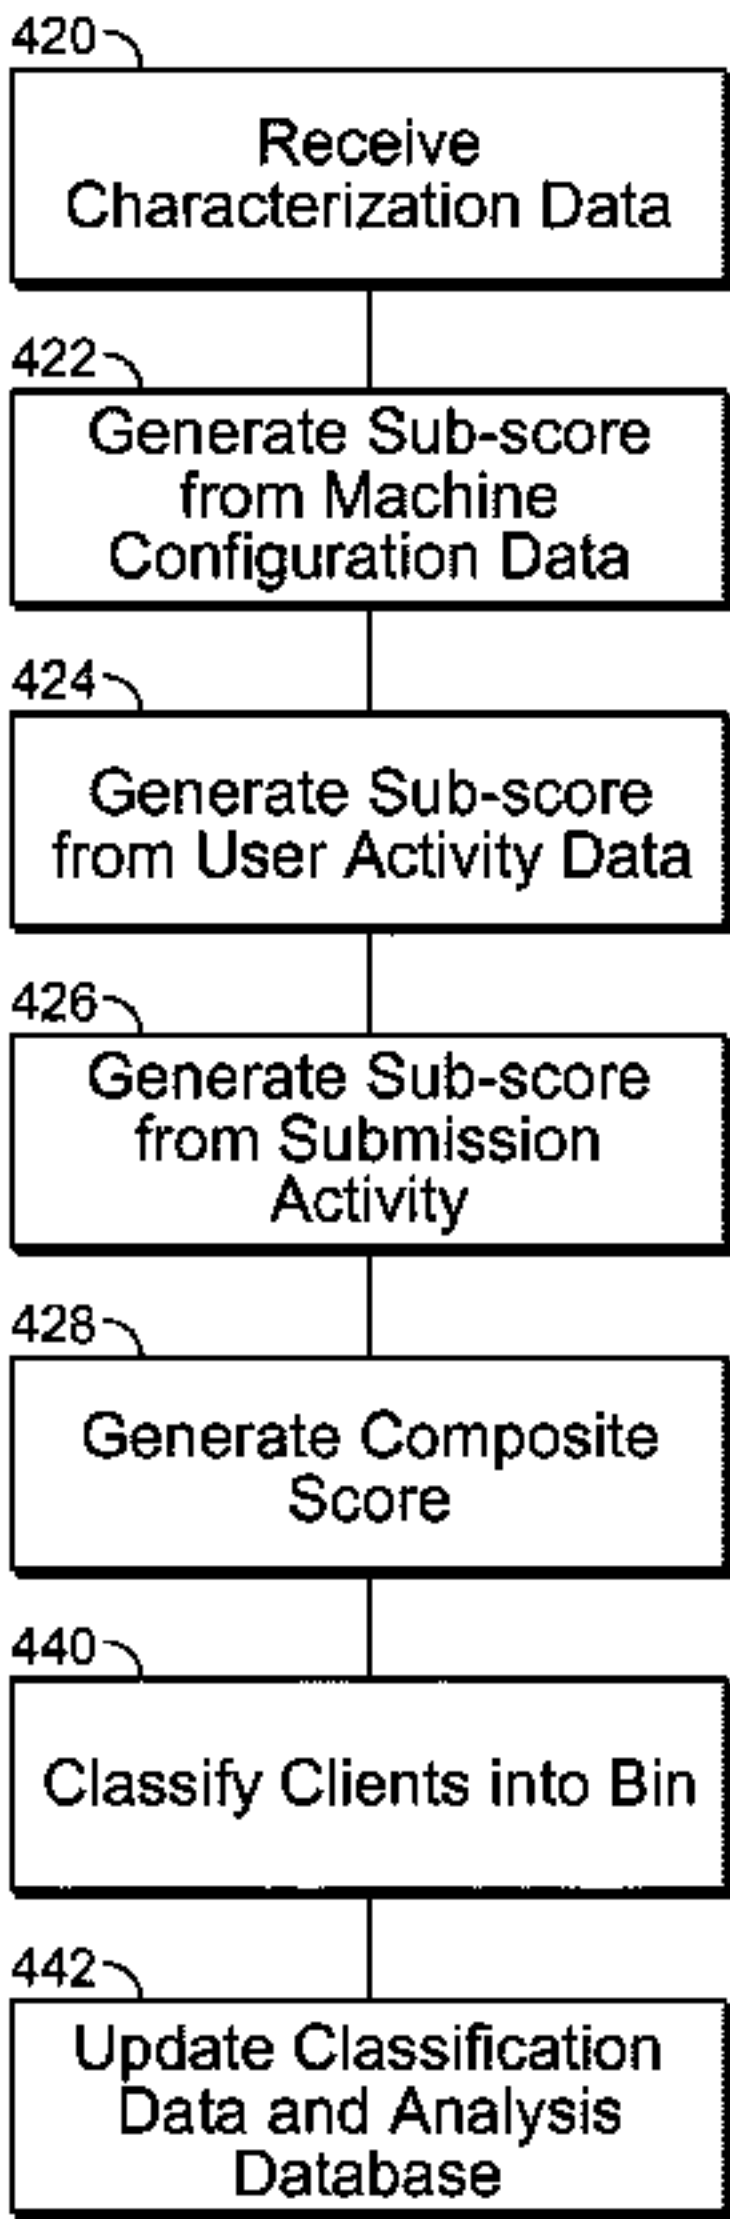 420
Receive
Characterization Data
422
Generate Sub-score
from Machine
Configuration Data
424
Generate Sub-score
from User Activity Data
426
Generate Sub-score
from Submission
Activity
428
Generate Composite
Score
440
Classify Clients into Bin
442
Update Classification
Data and Analysis
Database